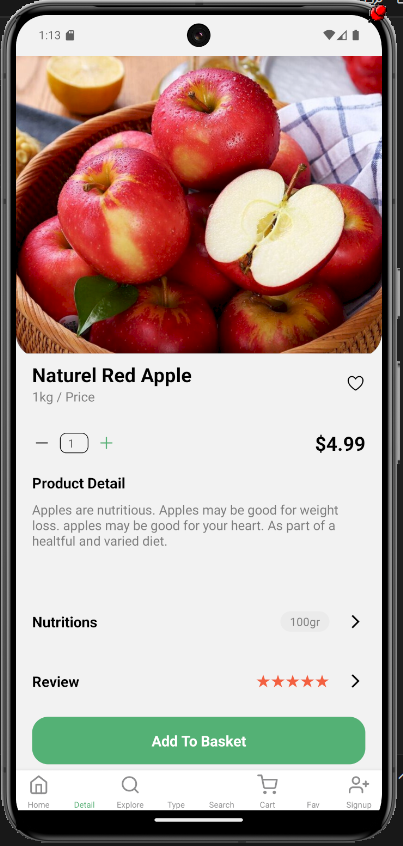 1:13
Naturel Red Apple
1kg / Price
1
$4.99
Product Detail
Apples are nutritious. Apples may be good for weight
loss. apples may be good for your heart. As part of a
healtful and varied diet.
Nutritions 100gr
Review
Add To Basket
Home Detail Explore Type Search Cart Fav Signup